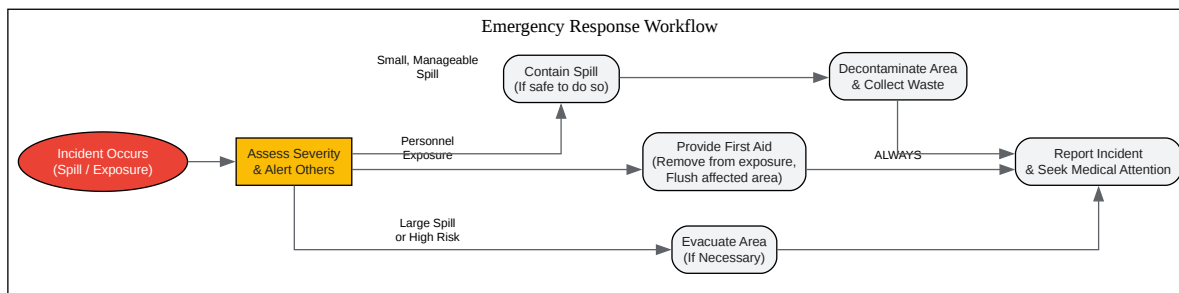 Emergency Response Workflow
Small, Manageable
Spill
Contain Spill
(If safe to do so)
Decontaminate Area
& Collect Waste
Incident Occurs
(Spill / Exposure)
Assess Severity
& Alert Others
Personnel
Exposure
Provide First Aid
(Remove from exposure,
Flush affected area)
ALWAYS
Report Incident
& Seek Medical Attention
Large Spill
or High Risk
Evacuate Area
(If Necessary)